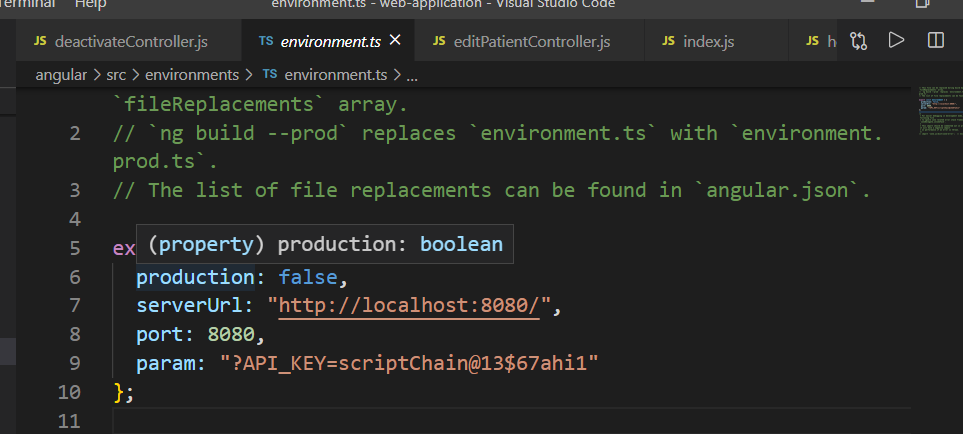 Terminal Help environment.ts - web-application - Visual Studio Code
JS deactivateController.js TS environment.ts JS editPatientController.js JS index.js JS h
angular > src > environments > TS environment.ts > ...
`fileReplacements` array.
2 // `ng build --prod` replaces `environment.ts` with `environment.
prod.ts`.
3 // The list of file replacements can be found in `angular.json`.
4
(property) production: boolean
5 ex
6 production: false,
7 serverUrl: "http://localhost:8080/",
8 port: 8080,
9 param: "?API_KEY=scriptChain@13$67ahi1"
10 };
11